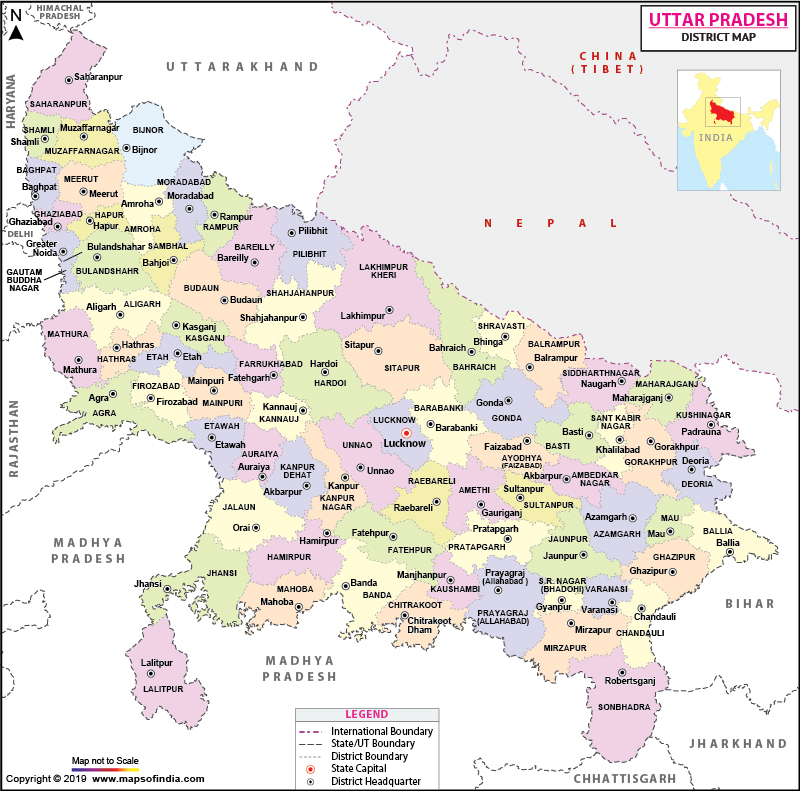 HIMACHAL
PRADESH
N
UTTAR PRADESH
DISTRICT MAP
UTTARAKHAND
CHINA
(TIBET)
INDIA
HARYANA
Saharanpur
SAHARANPUR
SHAMLI
Shamli
Muzaffarnagar
MUZAFFARNAGAR
BIJNOR
Bijnor
BAGHPAT
Baghpat
MEERUT
Meerut
MORADABAD
Moradabad
Amroha
AMROHA
GHAZIABAD
Ghaziabad
HAPUR
Hapur
Rampur
RAMPUR
DELHI
Greater
Noida
GAUTAM
BUDDHA
NAGAR
Bulandshahar
BULANDSHAHR
SAMBHAL
Bahjoi
BAREILLY
Bareilly
Pilibhit
PILIBHIT
NEPAL
LAKHIMPUR
KHERI
Lakhimpur
BUDAUN
Budaun
SHAHJAHANPUR
Shahjahanpur
Aligarh
ALIGARH
Kasganj
KASGANJ
MATHURA
Mathura
Hathras
HATHRAS
ETAH
Etah
FARRUKHABAD
Fatehgarh
Hardoi
HARDOI
Sitapur
SITAPUR
Bahraich
BAHRAICH
SHRAVASTI
Bhinga
BALRAMPUR
Balrampur
SIDDHARTHNAGAR
Naugarh
MAHARAJGANJ
Maharajganj
KUSHINAGAR
Padrauna
RAJASTHAN
Agra
AGRA
FIROZABAD
Firozabad
Mainpuri
MAINPURI
Kannauj
KANNAUJ
ETAWAH
Etawah
AURAIYA
Auraiya
KANPUR
DEHAT
Akbarpur
UNNAO
Unnao
LUCKNOW
Lucknow
BARABANKI
Barabanki
Gonda
GONDA
Faizabad
AYODHYA
(FAIZABAD)
Basti
BASTI
SANT KABIR
NAGAR
Khalilabad
Gorakhpur
GORAKHPUR
Deoria
DEORIA
Akbarpur
AMBEDKAR
NAGAR
Kanpur
KANPUR
NAGAR
RAEBARELI
Raebareli
AMETHI
Gauriganj
Sultanpur
SULTANPUR
Azamgarh
AZAMGARH
MAU
Mau
BALLIA
Ballia
JALAUN
Orai
Hamirpur
HAMIRPUR
Fatehpur
FATEHPUR
Pratapgarh
PRATAPGARH
JAUNPUR
Jaunpur
GHAZIPUR
Ghazipur
MADHYA
PRADESH
Jhansi
JHANSI
MAHOBA
Mahoba
Banda
BANDA
Manjhanpur
KAUSHAMBI
CHITRAKOOT
Chitrakoot
Dham
Prayagraj
(Allahabad )
PRAYAGRAJ
(ALLAHABAD)
S.R. NAGAR
(BHADOHI)
Gyanpur
VARANASI
Varanasi
Chandauli
CHANDAULI
Mirzapur
MIRZAPUR
BIHAR
Lalitpur
LALITPUR
MADHYA
PRADESH
Robertsganj
SONBHADRA
JHARKHAND
CHHATTISGARH
LEGEND
International Boundary
State/UT Boundary
District Boundary
State Capital
District Headquarter
Map not to Scale
Copyright © 2019 www.mapsofindia.com